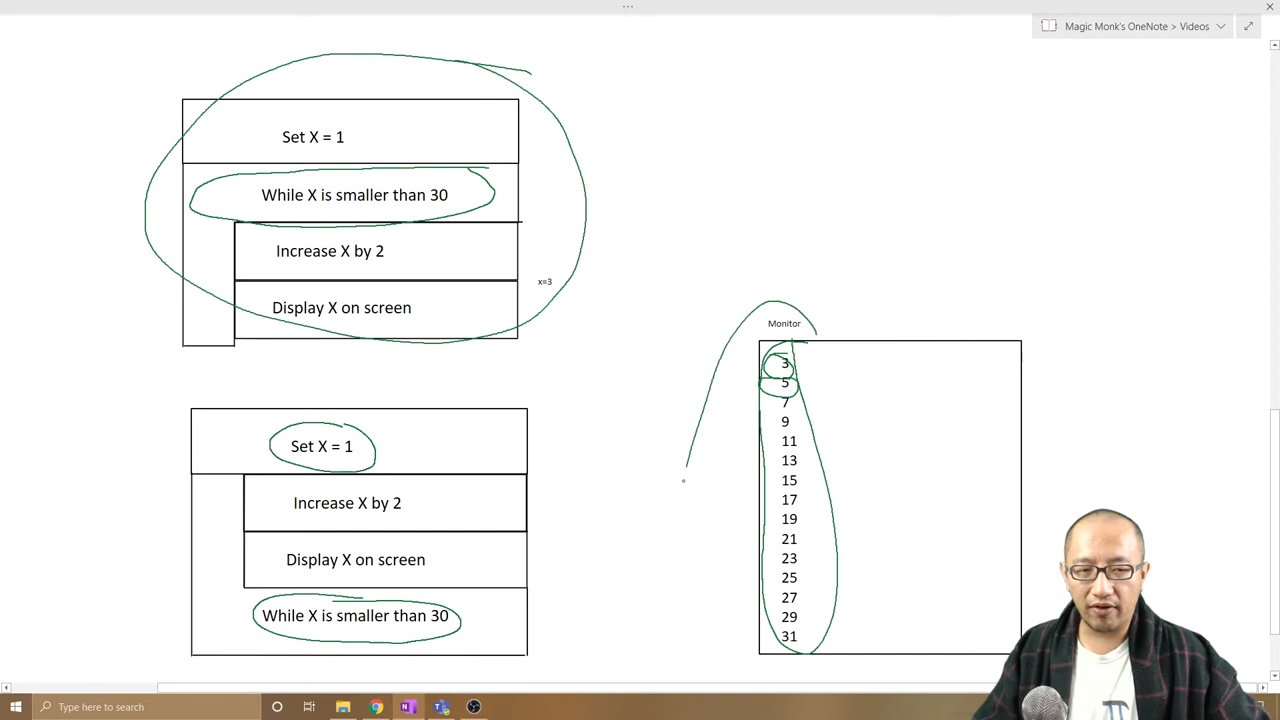 Magic Monk's OneNote > Videos
Set X = 1
While X is smaller than 30
Increase X by 2
x=3
Display X on screen
Set X = 1
Increase X by 2
Display X on screen
While X is smaller than 30
Monitor
3
5
7
9
11
13
15
17
19
21
23
25
27
29
31
Type here to search